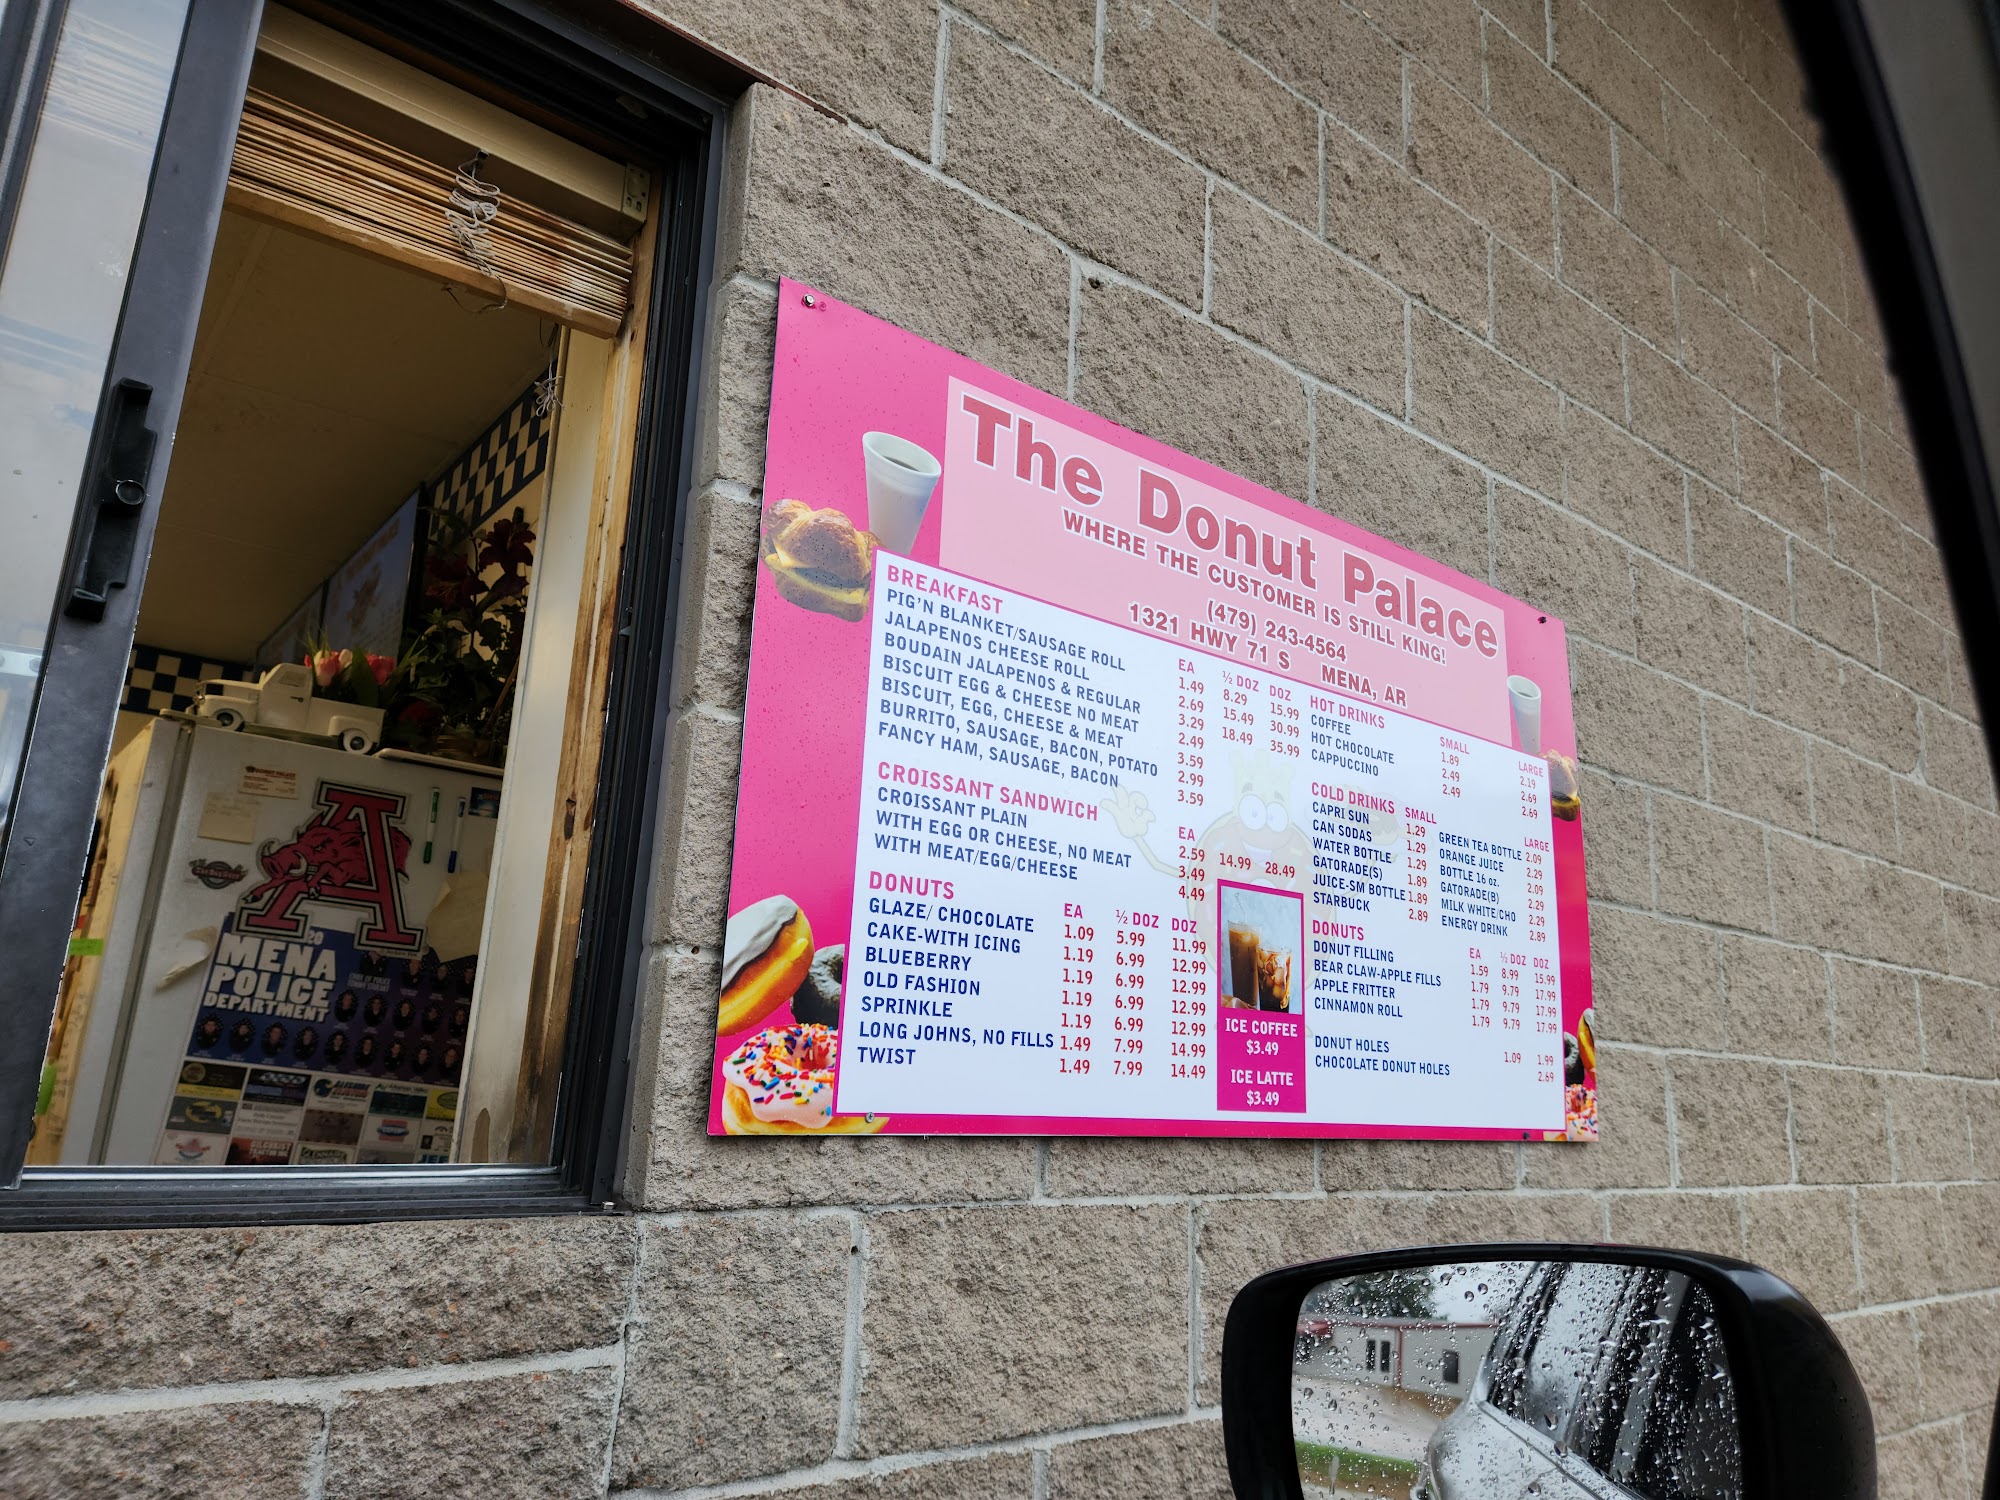 The Donut Palace
WHERE THE CUSTOMER IS STILL KING!
(479) 243-4564
1321 HWY 71 S MENA, AR
BREAKFAST EA ½ DOZ DOZ
PIG'N BLANKET/SAUSAGE ROLL 1.49 8.29 15.99
JALAPENOS CHEESE ROLL 2.69 15.49 30.99
BOUDAIN JALAPENOS & REGULAR 3.29 18.49 35.99
BISCUIT EGG & CHEESE NO MEAT 2.49
BISCUIT, EGG, CHEESE & MEAT 3.59
BURRITO, SAUSAGE, BACON, POTATO 2.99
FANCY HAM, SAUSAGE, BACON 3.59
CROISSANT SANDWICH EA
CROISSANT PLAIN 2.59 14.99 28.49
WITH EGG OR CHEESE, NO MEAT 3.49
WITH MEAT/EGG/CHEESE 4.49
DONUTS EA ½ DOZ DOZ
GLAZE/ CHOCOLATE 1.09 5.99 11.99
CAKE-WITH ICING 1.19 6.99 12.99
BLUEBERRY 1.19 6.99 12.99
OLD FASHION 1.19 6.99 12.99
SPRINKLE 1.19 6.99 12.99
LONG JOHNS, NO FILLS 1.49 7.99 14.99
TWIST 1.49 7.99 14.49
HOT DRINKS SMALL LARGE
COFFEE 1.89 2.19
HOT CHOCOLATE 2.49 2.69
CAPPUCCINO 2.49 2.69
COLD DRINKS SMALL LARGE
CAPRI SUN 1.29 GREEN TEA BOTTLE 2.09
CAN SODAS 1.29 ORANGE JUICE 2.29
WATER BOTTLE 1.29 BOTTLE 16 oz. 2.09
GATORADE(S) 1.89 GATORADE(B) 2.29
JUICE-SM BOTTLE 1.89 MILK WHITE/CHO 2.29
STARBUCK 2.89 ENERGY DRINK 2.89
DONUTS EA ½ DOZ DOZ
DONUT FILLING 1.59 8.99 15.99
BEAR CLAW-APPLE FILLS 1.79 9.79 17.99
APPLE FRITTER 1.79 9.79 17.99
CINNAMON ROLL 1.79 9.79 17.99
DONUT HOLES 1.09 1.99
CHOCOLATE DONUT HOLES 2.69
ICE COFFEE
$3.49
ICE LATTE
$3.49
A
MENA
POLICE
DEPARTMENT